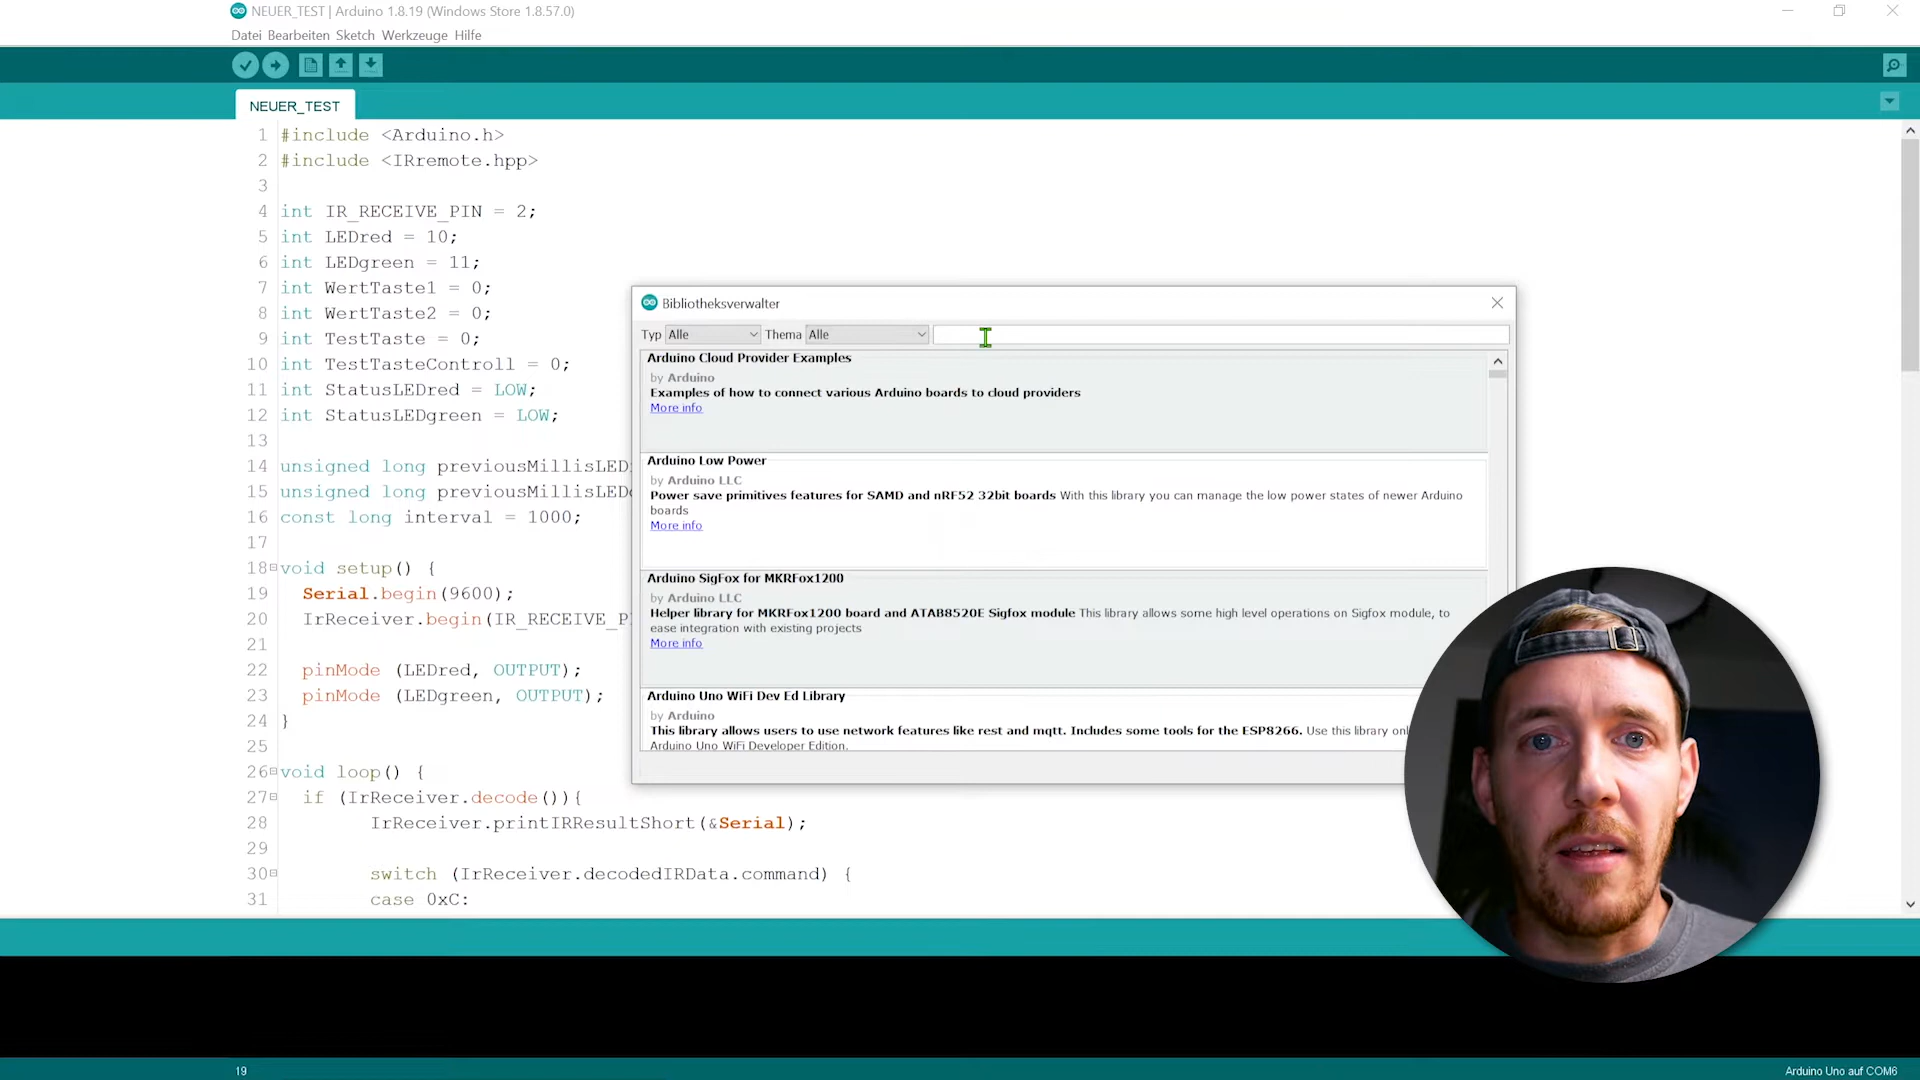 NEUER_TEST | Arduino 1.8.19 (Windows Store 1.8.57.0)
Datei Bearbeiten Sketch Werkzeuge Hilfe
NEUER_TEST
1 #include <Arduino.h>
2 #include <IRremote.hpp>
3
4 int IR_RECEIVE_PIN = 2;
5 int LEDred = 10;
6 int LEDgreen = 11;
7 int WertTaste1 = 0;
8 int WertTaste2 = 0;
9 int TestTaste = 0;
10 int TestTasteControll = 0;
11 int StatusLEDred = LOW;
12 int StatusLEDgreen = LOW;
13
14 unsigned long previousMillisLED
15 unsigned long previousMillisLED
16 const long interval = 1000;
17
18 void setup() {
19 Serial.begin(9600);
20 IrReceiver.begin(IR_RECEIVE_P
21
22 pinMode (LEDred, OUTPUT);
23 pinMode (LEDgreen, OUTPUT);
24 }
25
26 void loop() {
27 if (IrReceiver.decode()){
28 IrReceiver.printIRResultShort(&Serial);
29
30 switch (IrReceiver.decodedIRData.command) {
31 case 0xC:
Bibliotheksverwalter
Typ Alle Thema Alle
Arduino Cloud Provider Examples
by Arduino
Examples of how to connect various Arduino boards to cloud providers
More info
Arduino Low Power
by Arduino LLC
Power save primitives features for SAMD and nRF52 32bit boards With this library you can manage the low power states of newer Arduino
boards
More info
Arduino SigFox for MKRFox1200
by Arduino LLC
Helper library for MKRFox1200 board and ATAB8520E Sigfox module This library allows some high level operations on Sigfox module, to
ease integration with existing projects
More info
Arduino Uno WiFi Dev Ed Library
by Arduino
This library allows users to use network features like rest and mqtt. Includes some tools for the ESP8266. Use this library onl
Arduino Uno WiFi Developer Edition.
19
Arduino Uno auf COM6